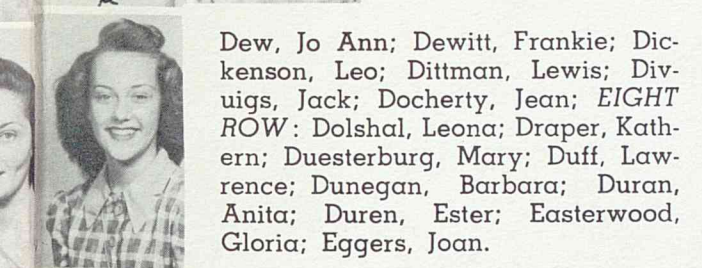 Dew, Jo Ann; Dewitt, Frankie; Dic-
kenson, Leo; Dittman, Lewis; Div-
uigs, Jack; Docherty, Jean; EIGHT
ROW: Dolshal, Leona; Draper, Kath-
ern; Duesterburg, Mary; Duff, Law-
rence; Dunegan, Barbara; Duran,
Anita; Duren, Ester; Easterwood,
Gloria; Eggers, Joan.